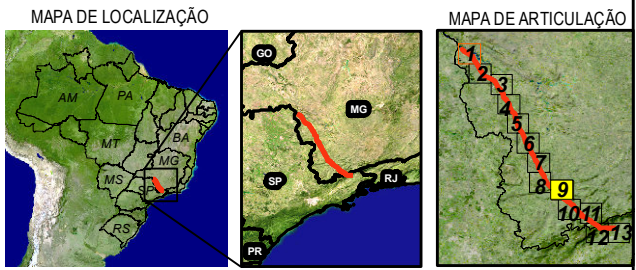 MAPA DE LOCALIZAÇÃO
AM
PA
MT
BA
MG
MS
SP
RS
GO
MG
SP
RJ
PR
MAPA DE ARTICULAÇÃO
1
2
3
4
5
6
7
8
9
10
11
12
13